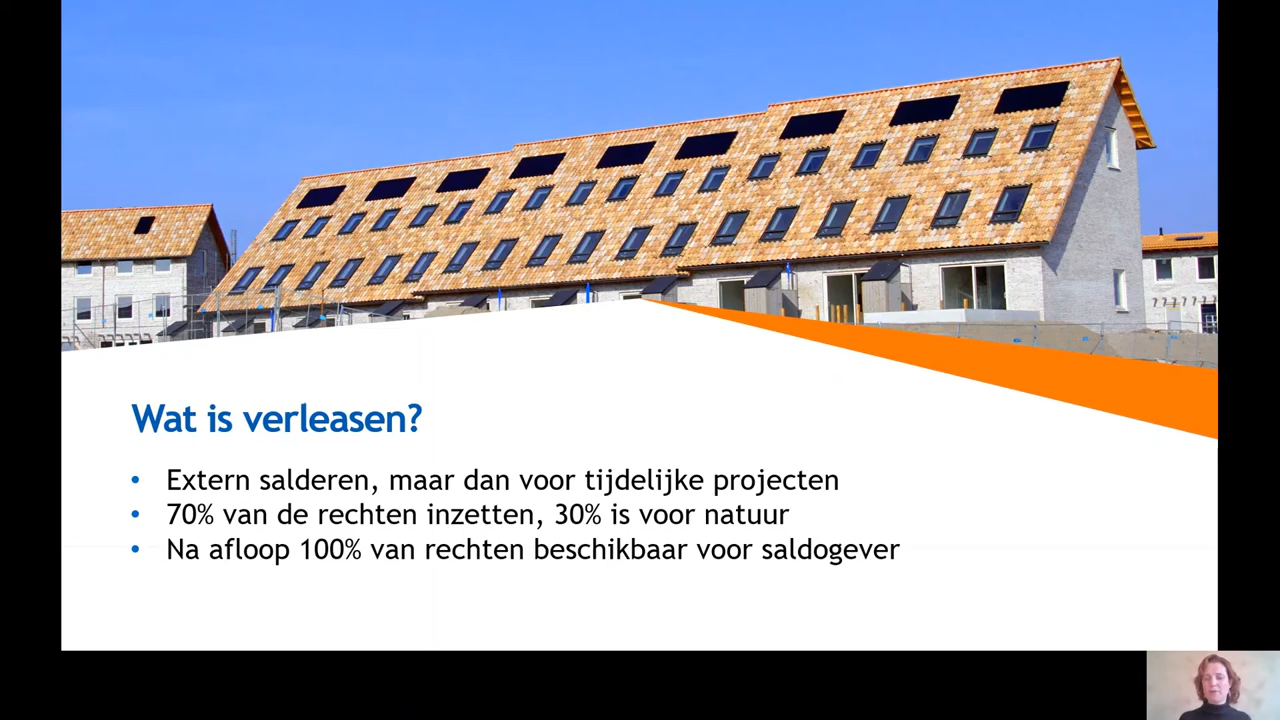 Wat is verleasen?
• Extern salderen, maar dan voor tijdelijke projecten
• 70% van de rechten inzetten, 30% is voor natuur
• Na afloop 100% van rechten beschikbaar voor saldogever